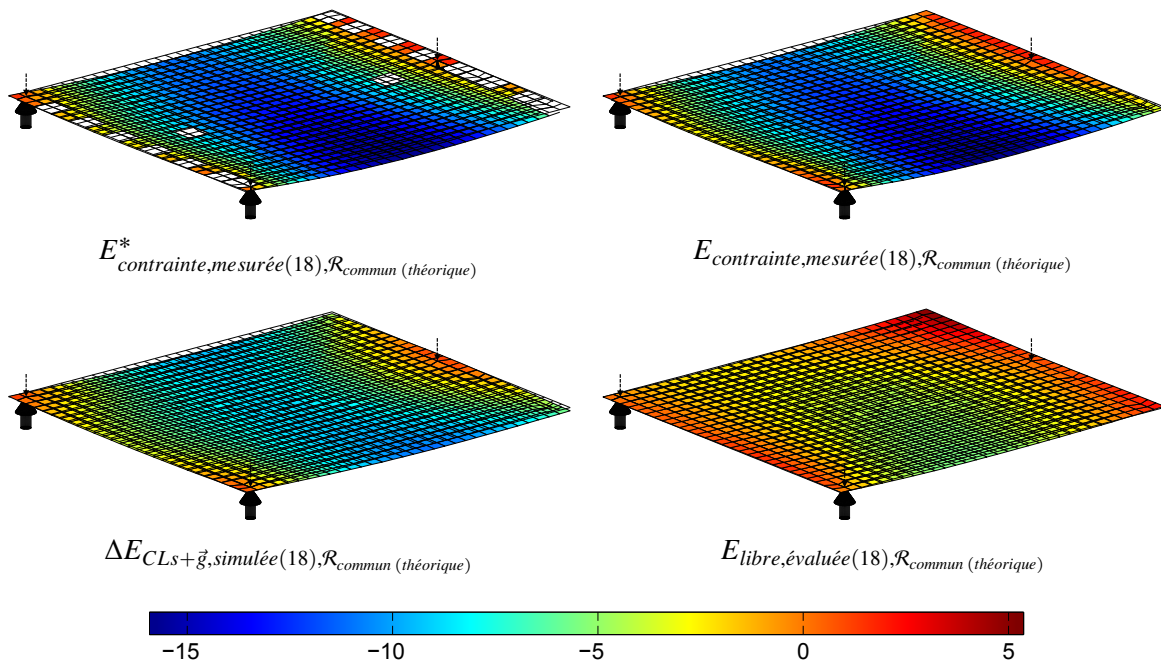 E*contrainte,mesurée(18),Rcommun (théorique)
Econtrainte,mesurée(18),Rcommun (théorique)
ΔECLs+g⃗,simulée(18),Rcommun (théorique)
Elibre,évaluée(18),Rcommun (théorique)
−15 −10 −5 0 5